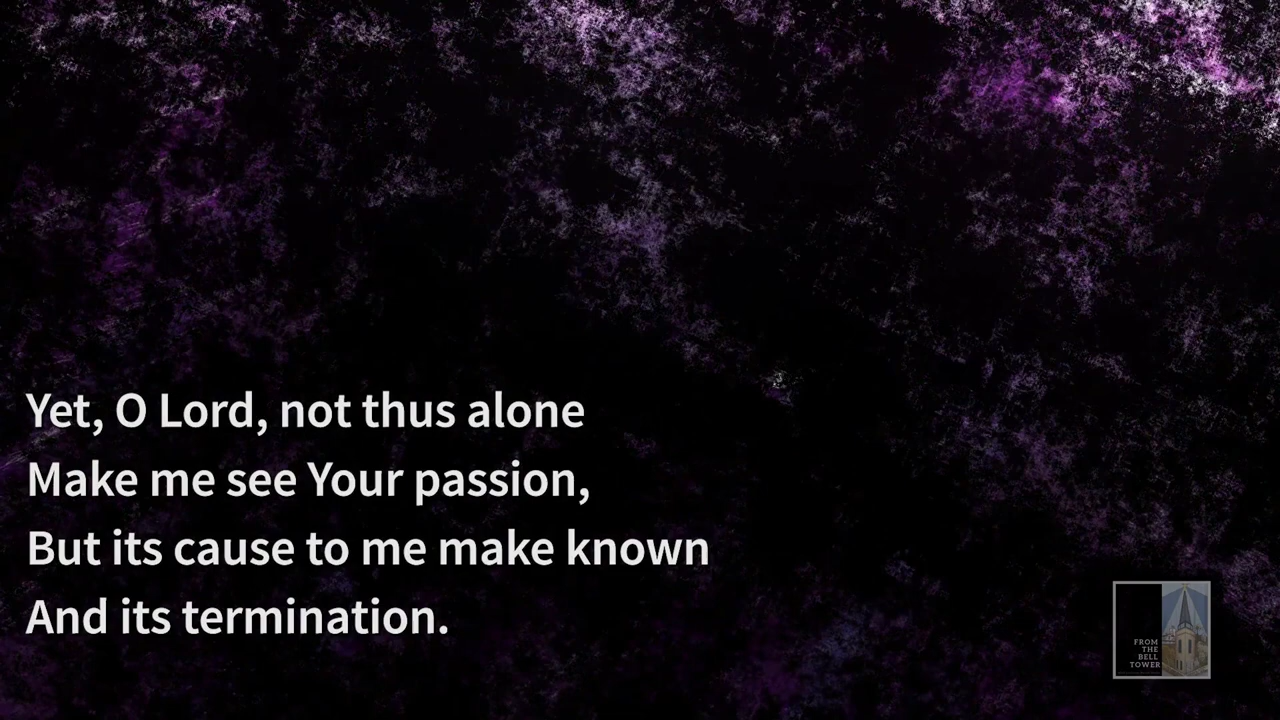 Yet, O Lord, not thus alone
Make me see Your passion,
But its cause to me make known
And its termination.
FROM
THE
BELL
TOWER